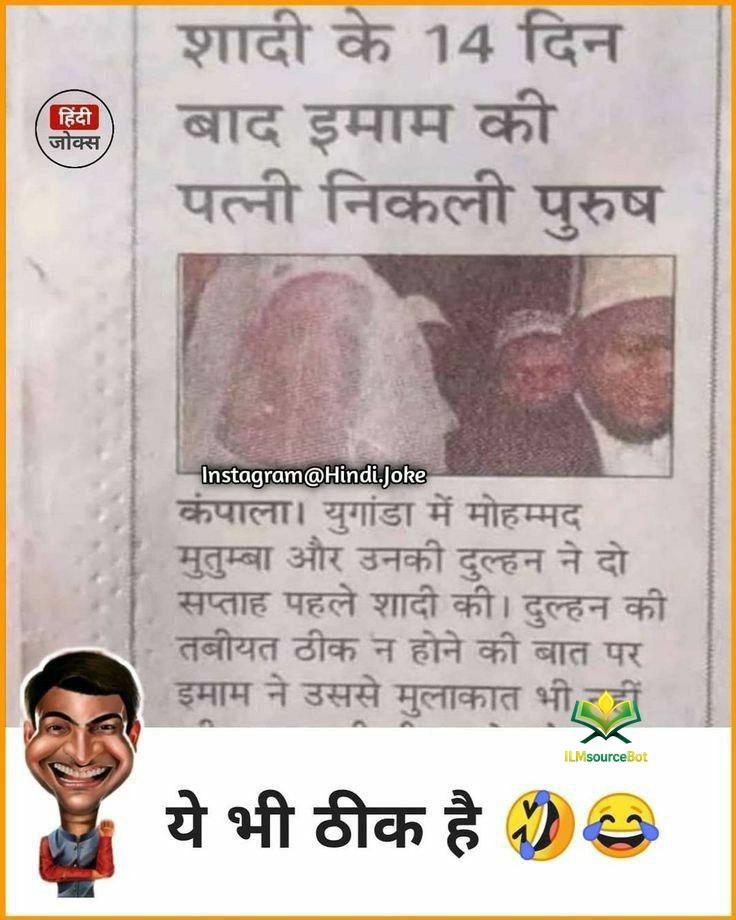 शादी के 14 दिन
बाद इमाम की
पत्नी निकली पुरुष
हिंदी
जोक्स
Instagram@Hindi.Joke
कंपाला। युगांडा में मोहम्मद
मुतुम्बा और उनकी दुल्हन ने दो
सप्ताह पहले शादी की। दुल्हन की
तबीयत ठीक न होने की बात पर
इमाम ने उससे मुलाकात भी
ILMsourceBot
ये भी ठीक है 🤣😂